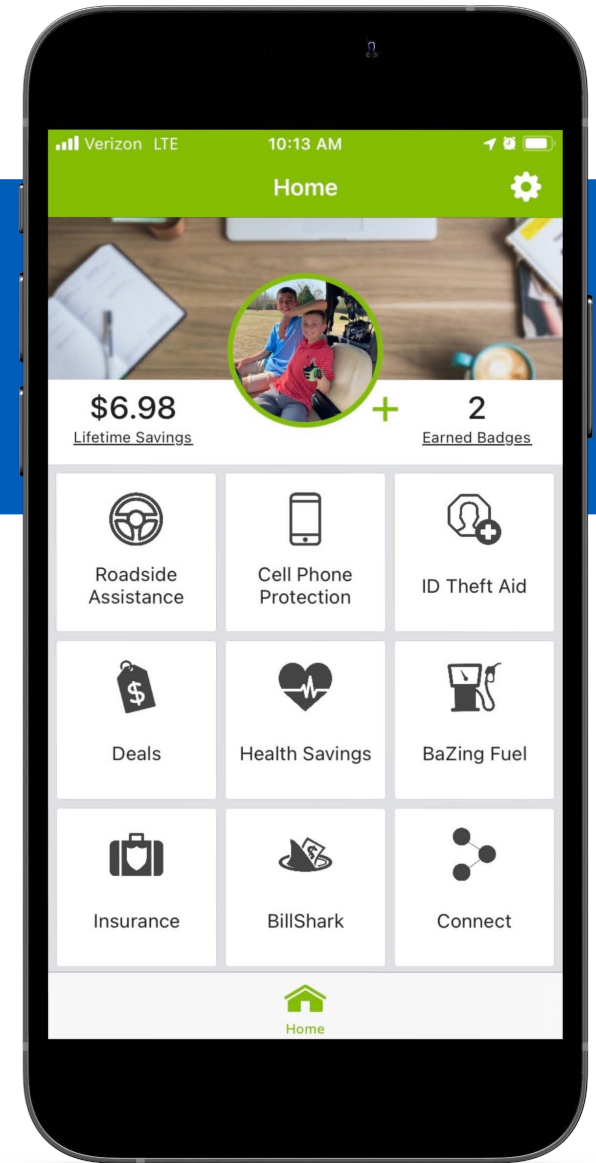 Verizon LTE
10:13 AM
Home
$6.98
2
Lifetime Savings
Earned Badges
Roadside
Assistance
Cell Phone
Protection
ID Theft Aid
Deals
Health Savings
BaZing Fuel
Insurance
BillShark
Connect
Home